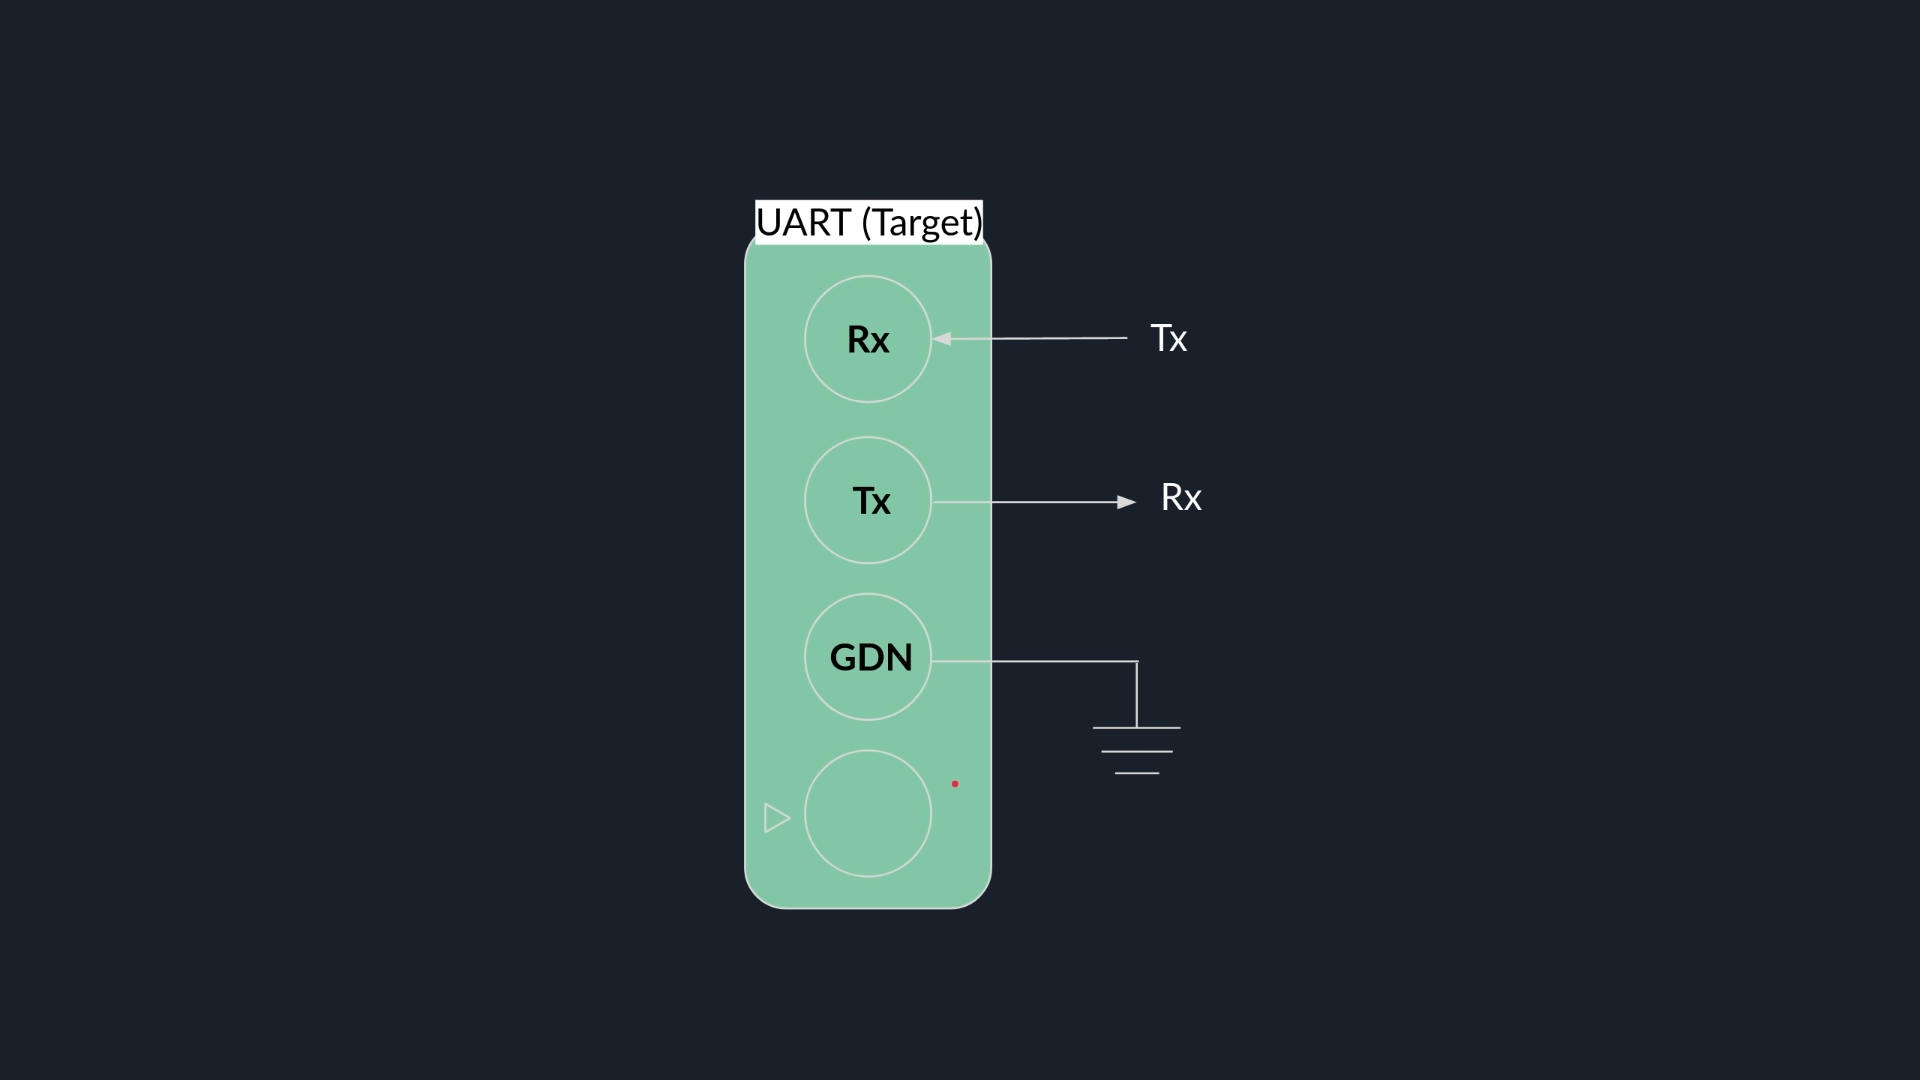 UART (Target)
Rx
Tx
Tx
Rx
GDN